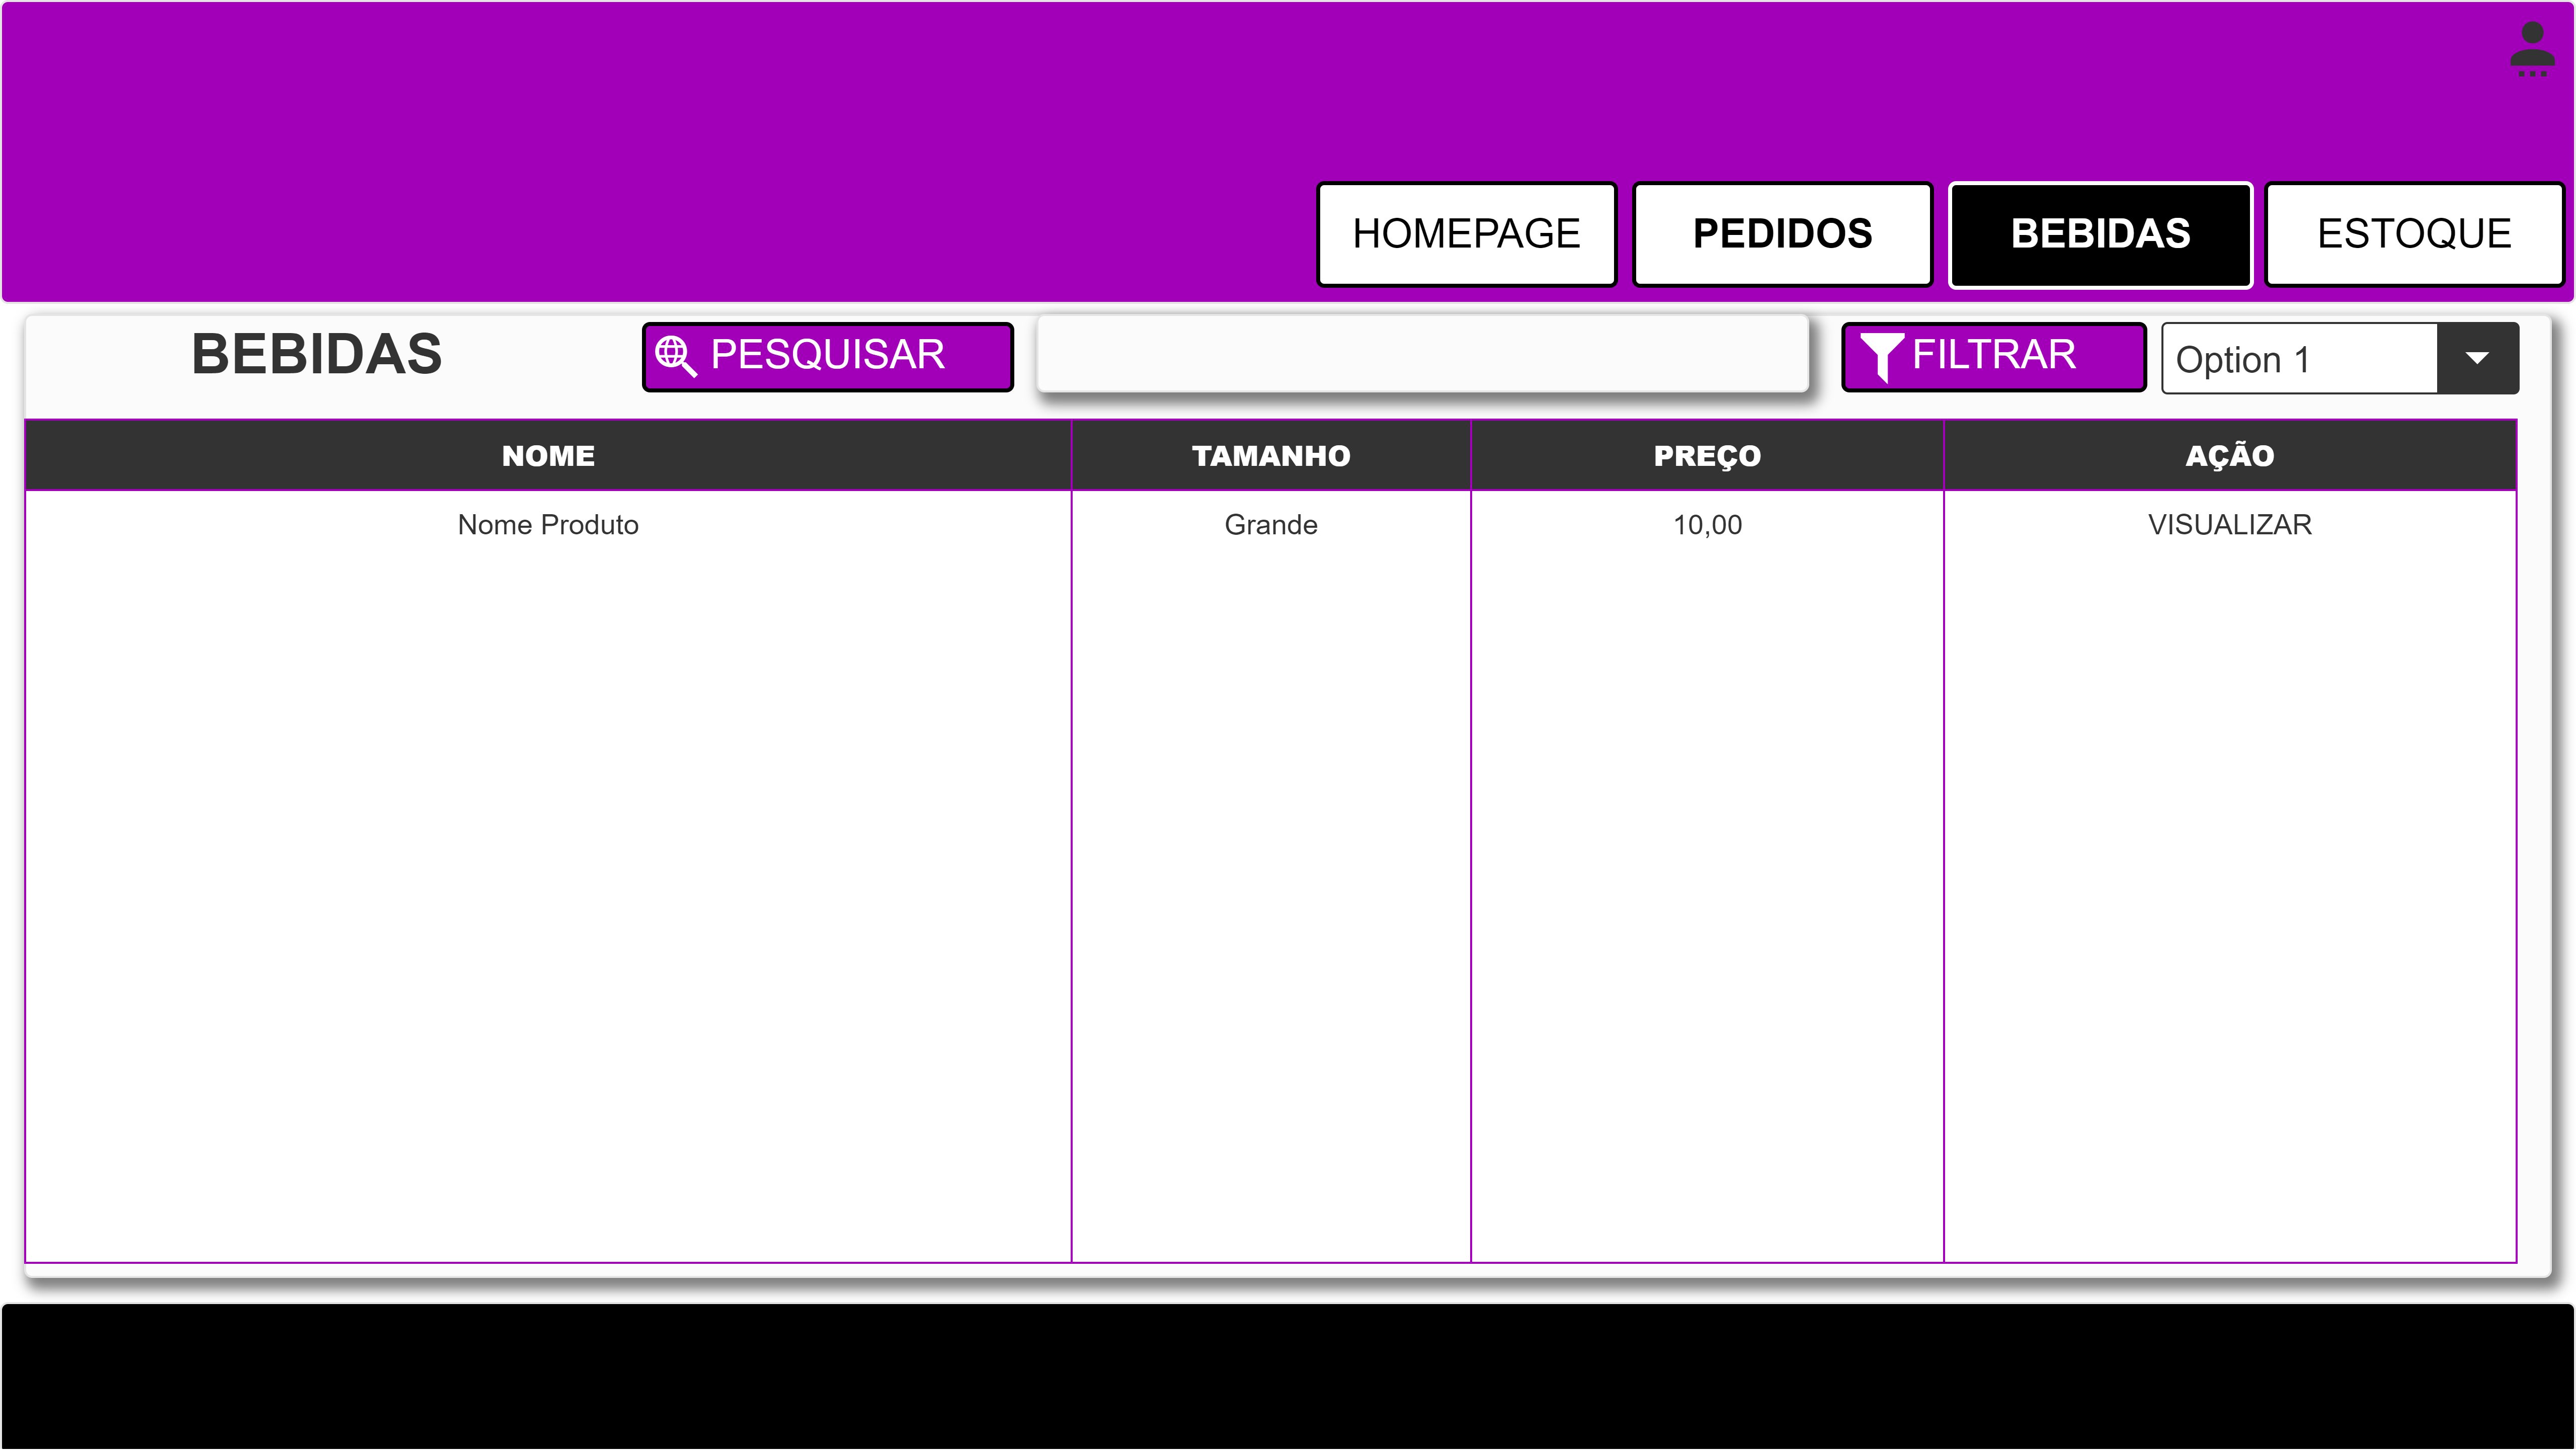 HOMEPAGE PEDIDOS BEBIDAS ESTOQUE
BEBIDAS PESQUISAR FILTRAR Option 1
NOME TAMANHO PREÇO AÇÃO
Nome Produto Grande 10,00 VISUALIZAR